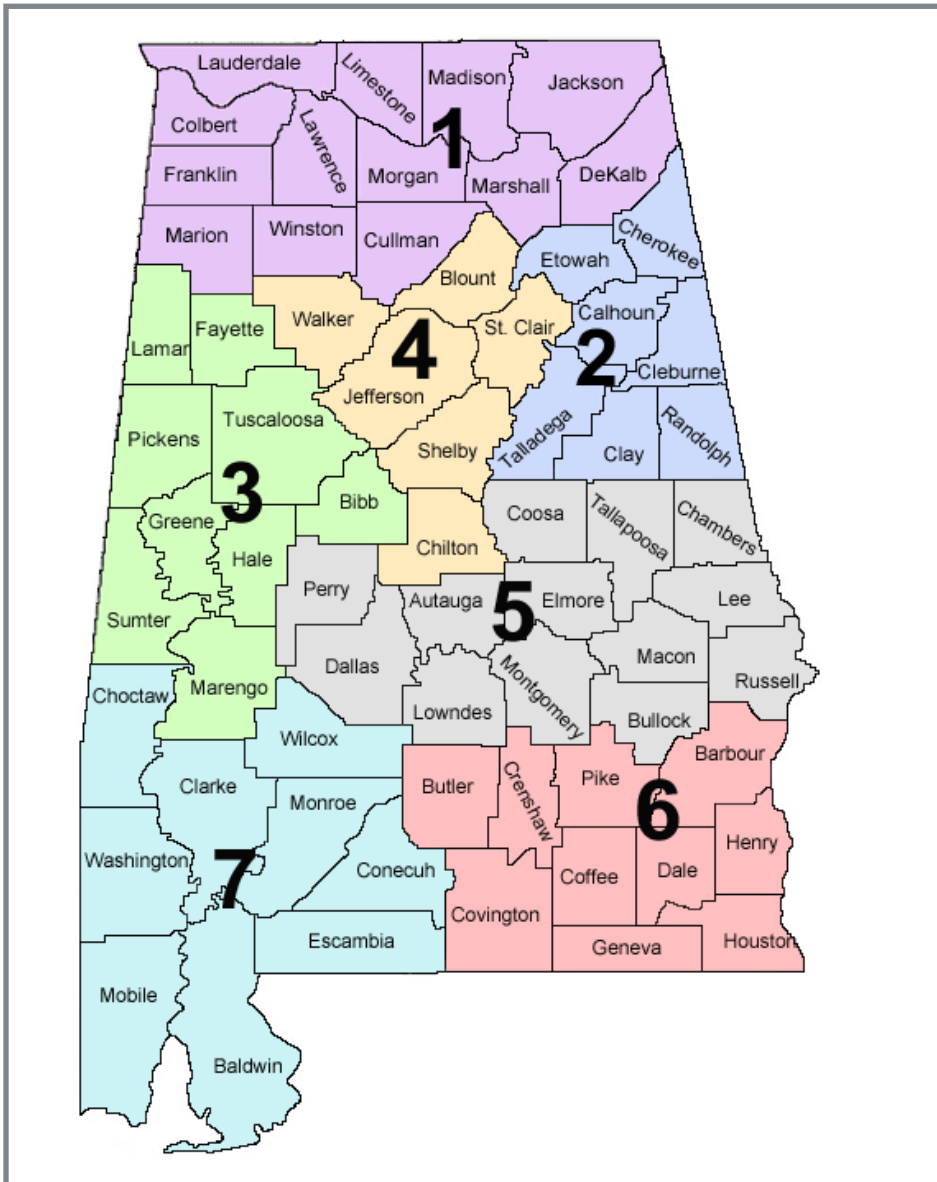 Lauderdale
Limestone
Madison
Jackson
Colbert
Lawrence
1
Franklin
Morgan
Marshall
DeKalb
Marion
Winston
Cullman
Cherokee
Etowah
Blount
Walker
Calhoun
St. Clair
Fayette
Lamar
4
2
Cleburne
Jefferson
Tuscaloosa
Pickens
Shelby
Talladega
Clay
Randolph
3
Bibb
Greene
Coosa
Tallapoosa
Chambers
Hale
Chilton
Perry
Autauga
5
Elmore
Lee
Sumter
Dallas
Macon
Russell
Choctaw
Marengo
Lowndes
Montgomery
Bullock
Wilcox
Barbour
Clarke
Monroe
Butler
Crenshaw
Pike
6
Henry
Washington
7
Conecuh
Coffee
Dale
Covington
Escambia
Geneva
Houston
Mobile
Baldwin